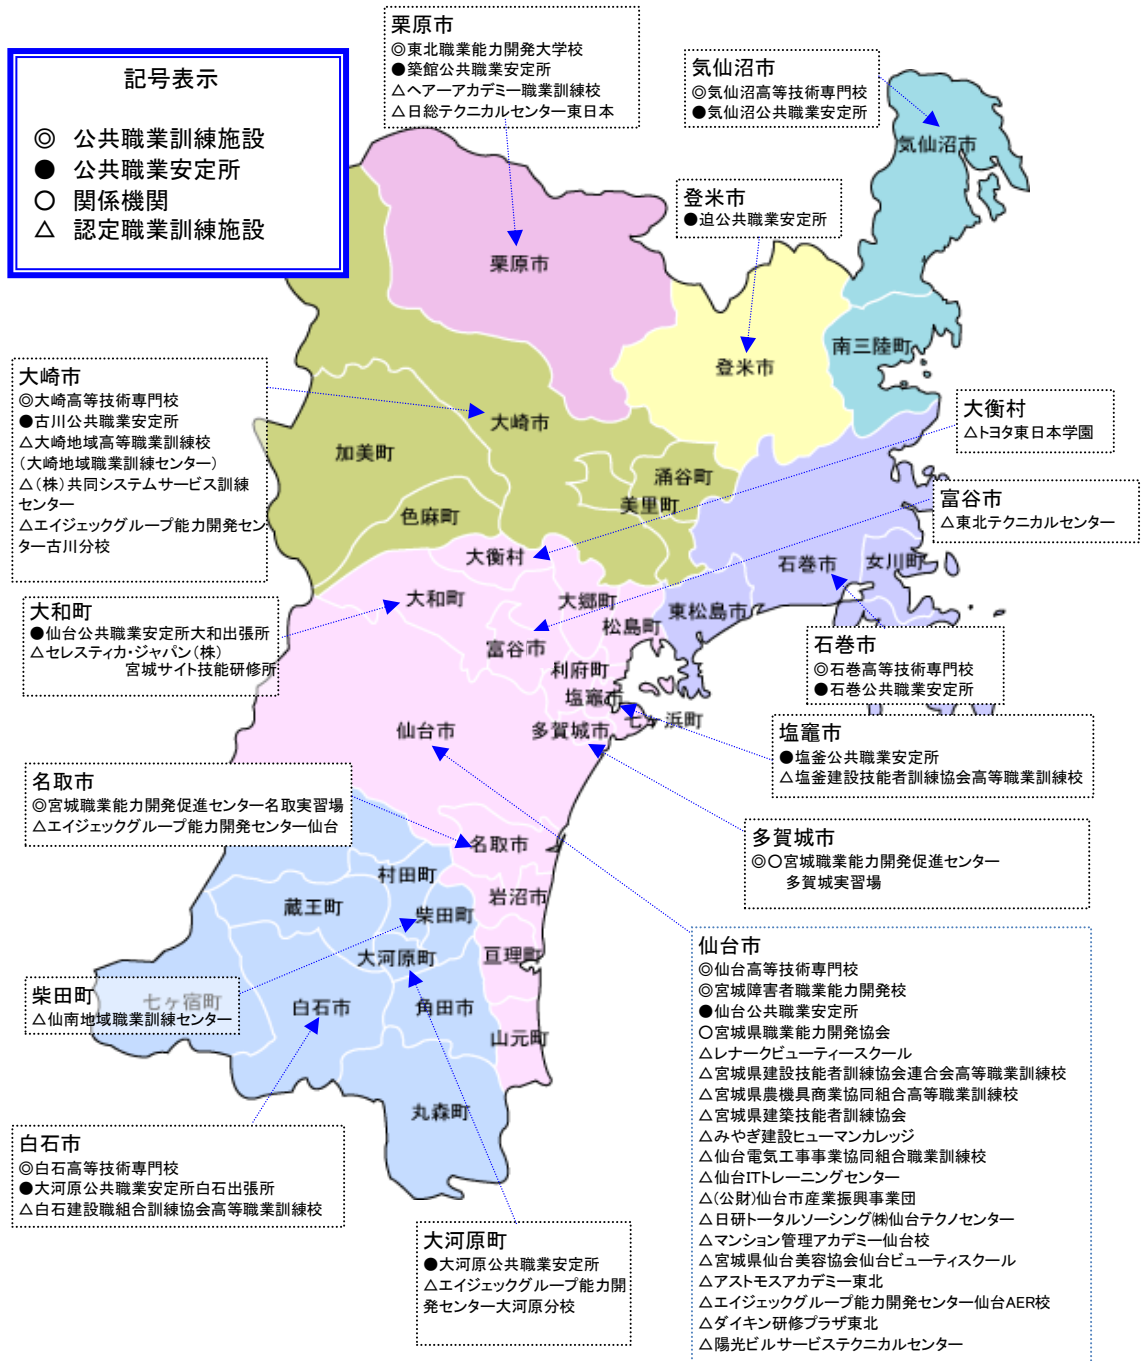 栗原市
◎東北職業能力開発大学校
●築館公共職業安定所
△ヘアーアカデミー職業訓練校
△日総テクニカルセンター東日本
気仙沼市
◎気仙沼高等技術専門校
●気仙沼公共職業安定所
記号表示
◎ 公共職業訓練施設
● 公共職業安定所
○ 関係機関
△ 認定職業訓練施設
気仙沼市
登米市
●迫公共職業安定所
栗原市
南三陸町
登米市
大崎市
◎大崎高等技術専門校
●古川公共職業安定所
△大崎地域高等職業訓練校
(大崎地域職業訓練センター)
△(株)共同システムサービス訓練
センター
△エイジェックグループ能力開発セン
ター古川分校
大崎市
加美町
涌谷町
美里町
色麻町
大衡村
△トヨタ東日本学園
富谷市
△東北テクニカルセンター
大衡村
石巻市
女川町
大和町
大郷町
東松島市
松島町
富谷市
利府町
塩竈市
七ヶ浜町
多賀城市
仙台市
大和町
●仙台公共職業安定所大和出張所
△セレスティカ・ジャパン(株)
宮城サイト技能研修所
石巻市
◎石巻高等技術専門校
●石巻公共職業安定所
塩竈市
●塩釜公共職業安定所
△塩釜建設技能者訓練協会高等職業訓練校
名取市
◎宮城職業能力開発促進センター名取実習場
△エイジェックグループ能力開発センター仙台
多賀城市
◎○宮城職業能力開発促進センター
多賀城実習場
名取市
村田町
岩沼市
蔵王町
柴田町
大河原町
亘理町
七ヶ宿町
白石市
角田市
山元町
丸森町
柴田町
△仙南地域職業訓練センター
仙台市
◎仙台高等技術専門校
◎宮城障害者職業能力開発校
●仙台公共職業安定所
○宮城県職業能力開発協会
△レナークビューティースクール
△宮城県建設技能者訓練協会連合会高等職業訓練校
△宮城県農機具商業協同組合高等職業訓練校
△宮城県建築技能者訓練協会
△みやぎ建設ヒューマンカレッジ
△仙台電気工事事業協同組合職業訓練校
△仙台ITトレーニングセンター
△(公財)仙台市産業振興事業団
△日研トータルソーシング㈱仙台テクノセンター
△マンション管理アカデミー仙台校
△宮城県仙台美容協会仙台ビューティスクール
△アストモスアカデミー東北
△エイジェックグループ能力開発センター仙台AER校
△ダイキン研修プラザ東北
△陽光ビルサービステクニカルセンター
白石市
◎白石高等技術専門校
●大河原公共職業安定所白石出張所
△白石建設職組合訓練協会高等職業訓練校
大河原町
●大河原公共職業安定所
△エイジェックグループ能力開
発センター大河原分校